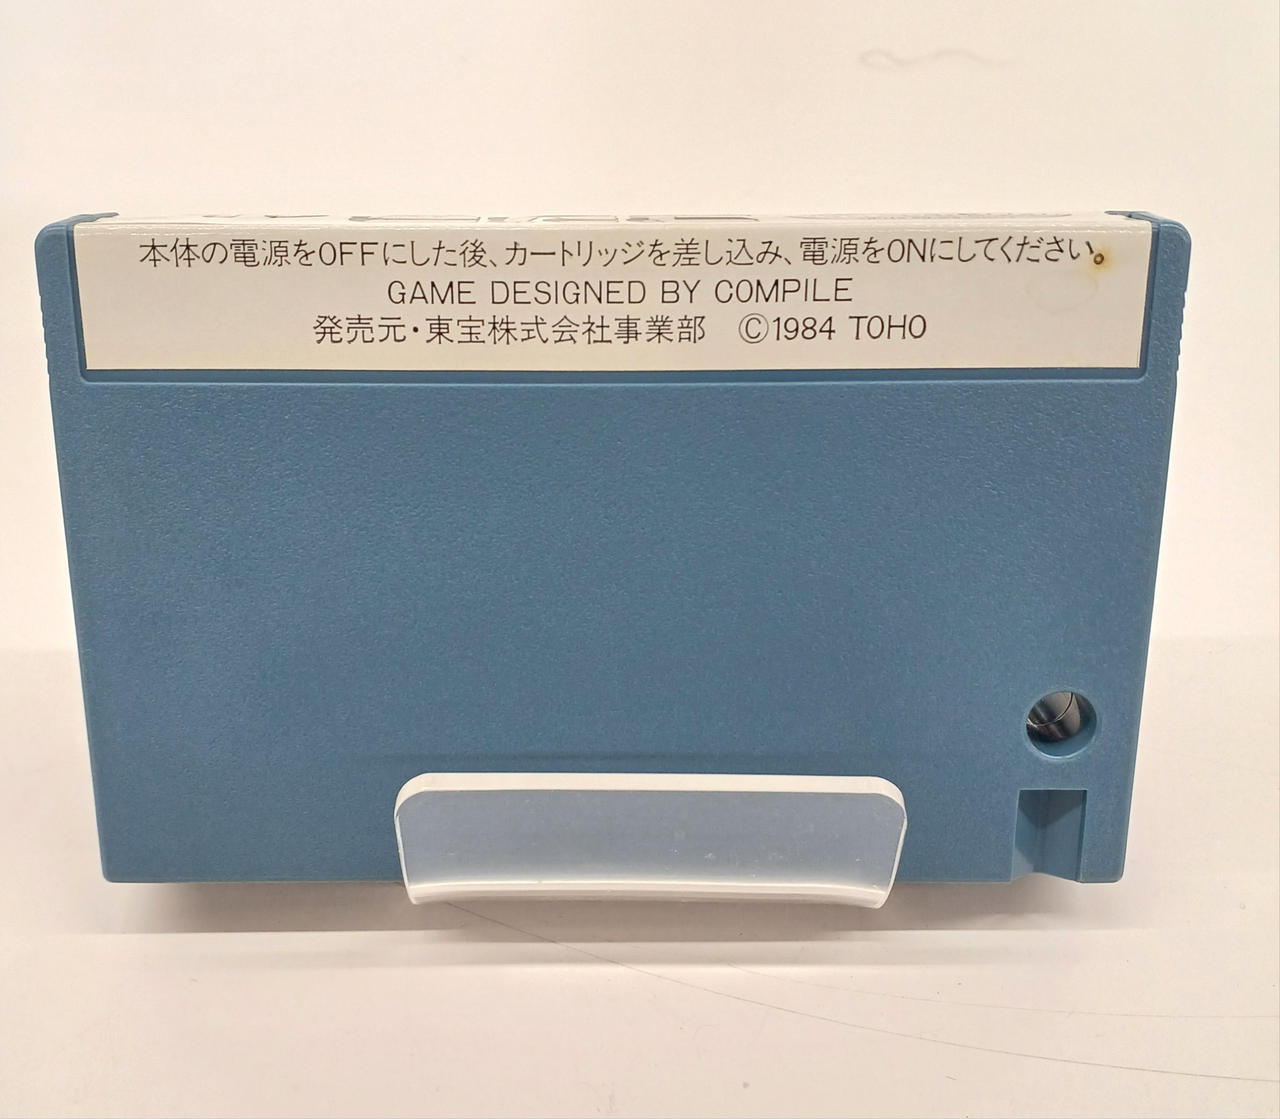 本体の電源をOFFにした後、カートリッジを差し込み、電源をONにしてください。
GAME DESIGNED BY COMPILE
発売元・東宝株式会社事業部 ©1984 TOHO